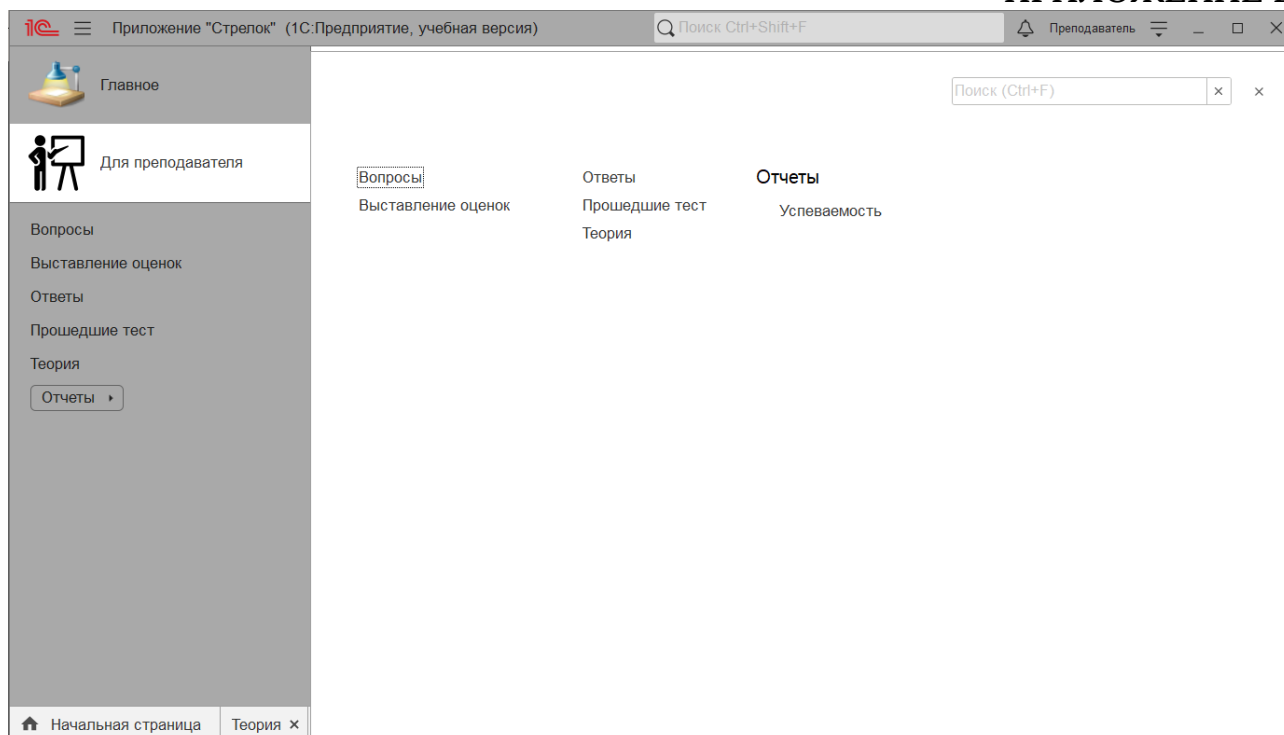 Приложение "Стрелок" (1С:Предприятие, учебная версия)
Поиск Ctrl+Shift+F
Преподаватель
Главное
Поиск (Ctrl+F)
Для преподавателя
Вопросы
Выставление оценок
Ответы
Прошедшие тест
Теория
Отчеты
Успеваемость
Вопросы
Выставление оценок
Ответы
Прошедшие тест
Теория
Отчеты
Начальная страница
Теория